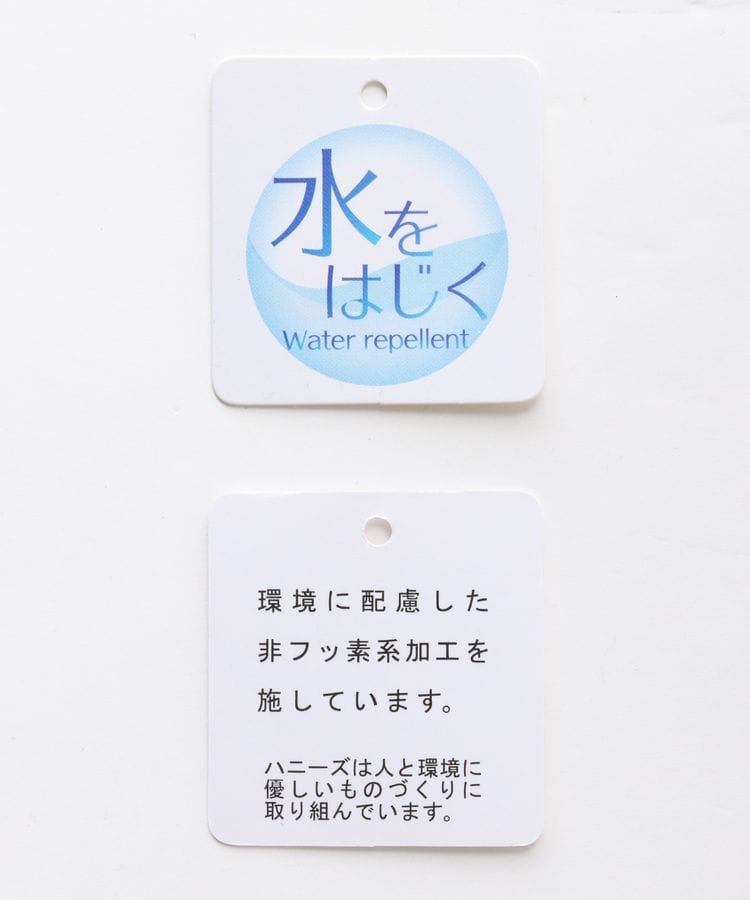 水を
はじく
Water repellent
環境に配慮した
非フッ素系加工を
施しています。
ハニーズは人と環境に
優しいものづくりに
取り組んでいます。